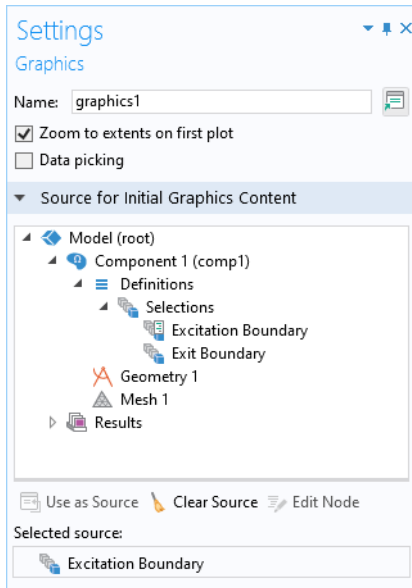 Settings
Graphics
Name: graphics1
Zoom to extents on first plot
Data picking
Source for Initial Graphics Content
Model (root)
Component 1 (comp1)
Definitions
Selections
Excitation Boundary
Exit Boundary
Geometry 1
Mesh 1
Results
Use as Source Clear Source Edit Node
Selected source:
Excitation Boundary